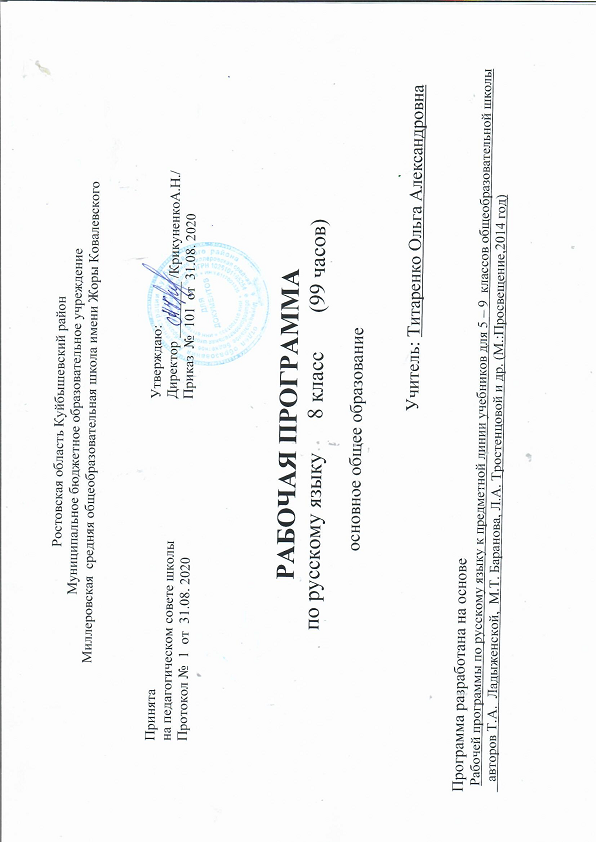 Ростовская область Куйбышевский район
Муниципальное бюджетное образовательное учреждение
Миллеровская средняя общеобразовательная школа имени Жоры Ковалевского
Принята
на педагогическом совете школы
Протокол № 1 от 31.08. 2020
Утверждаю:
Директор /КрикуненкоА.Н./
Приказ № 101 от 31.08. 2020
РАБОЧАЯ ПРОГРАММА
по русскому языку 8 класс (99 часов)
основное общее образование
Учитель: Титаренко Ольга Александровна
Программа разработана на основе
Рабочей программы по русскому языку к предметной линии учебников для 5 – 9 классов общеобразовательной школы
авторов Т.А. Ладыженской, М.Т. Баранова, Л.А. Тростенцовой и др. (М.:Просвещение,2014 год)